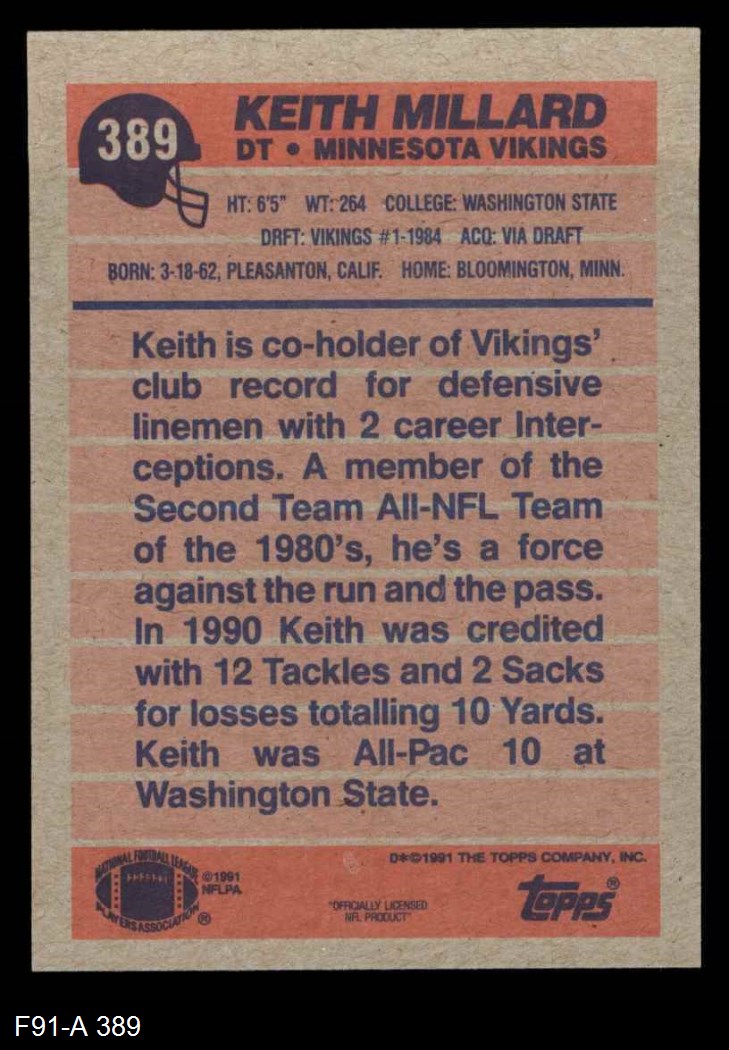 389
KEITH MILLARD
DT • MINNESOTA VIKINGS
HT: 6'5" WT: 264 COLLEGE: WASHINGTON STATE
DRFT: VIKINGS #1-1984 ACQ: VIA DRAFT
BORN: 3-18-62, PLEASANTON, CALIF. HOME: BLOOMINGTON, MINN.
Keith is co-holder of Vikings'
club record for defensive
linemen with 2 career Inter-
ceptions. A member of the
Second Team All-NFL Team
of the 1980's, he's a force
against the run and the pass.
In 1990 Keith was credited
with 12 Tackles and 2 Sacks
for losses totalling 10 Yards.
Keith was All-Pac 10 at
Washington State.
NATIONAL FOOTBALL LEAGUE
PLAYERS ASSOCIATION
®
©1991
NFLPA
"OFFICIALLY LICENSED
NFL PRODUCT"
D*©1991 THE TOPPS COMPANY, INC.
topps®
F91-A 389